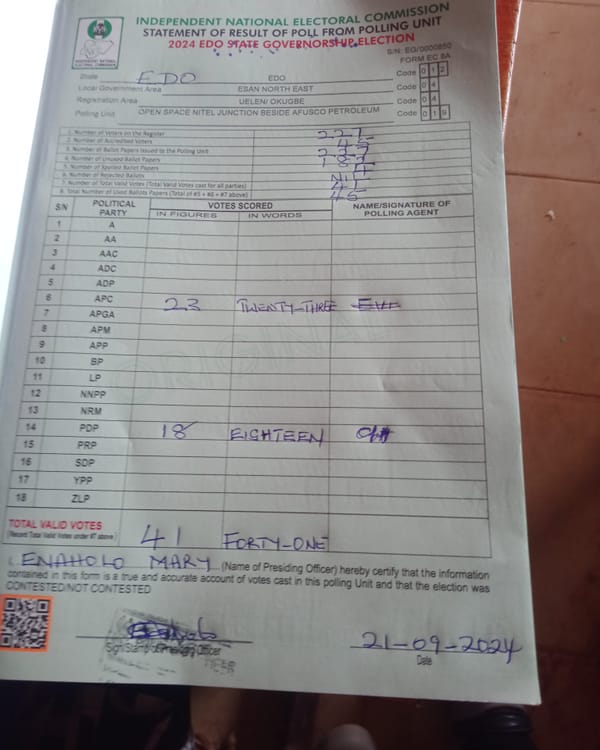 INDEPENDENT NATIONAL ELECTORAL COMMISSION
STATEMENT OF RESULT OF POLL FROM POLLING UNIT
2024 EDO STATE GOVERNORSHIP ELECTION
S/N: EG/0000850
FORM EC 8A
INDEPENDENT NATIONAL ELECTORAL COMMISSION
State EDO EDO Code 0 1 2
Local Government Area ESAN NORTH EAST Code 0 4
Registration Area UELEN/ OKUGBE Code 0 4
Polling Unit OPEN SPACE NITEL JUNCTION BESIDE AFUSCO PETROLEUM Code 0 1 9
1. Number of Voters on the Register
2. Number of Accredited Voters
3. Number of Ballot Papers Issued to the Polling Unit
4. Number of Unused Ballot Papers
5. Number of Spoiled Ballot Papers
6. Number of Rejected Ballots
7. Number of Total Valid Votes (Total Valid Votes cast for all parties) 41
8. Total Number of Used Ballots Papers (Total of #5 + #6 + #7 above) 45
S/N POLITICAL PARTY VOTES SCORED NAME/SIGNATURE OF POLLING AGENT
IN FIGURES IN WORDS
1 A
2 AA
3 AAC
4 ADC
5 ADP
6 APC 23 TWENTY-THREE
7 APGA
8 APM
9 APP
10 BP
11 LP
12 NNPP
13 NRM
14 PDP 18 EIGHTEEN
15 PRP
16 SDP
17 YPP
18 ZLP
TOTAL VALID VOTES
(Record Total Valid Votes under #7 above) 41 FORTY-ONE
I, ENAHOLO MARY (Name of Presiding Officer) hereby certify that the information
contained in this form is a true and accurate account of votes cast in this polling Unit and that the election was
CONTESTED/NOT CONTESTED
Sign/Stamp of Presiding Officer
21-09-2024
Date